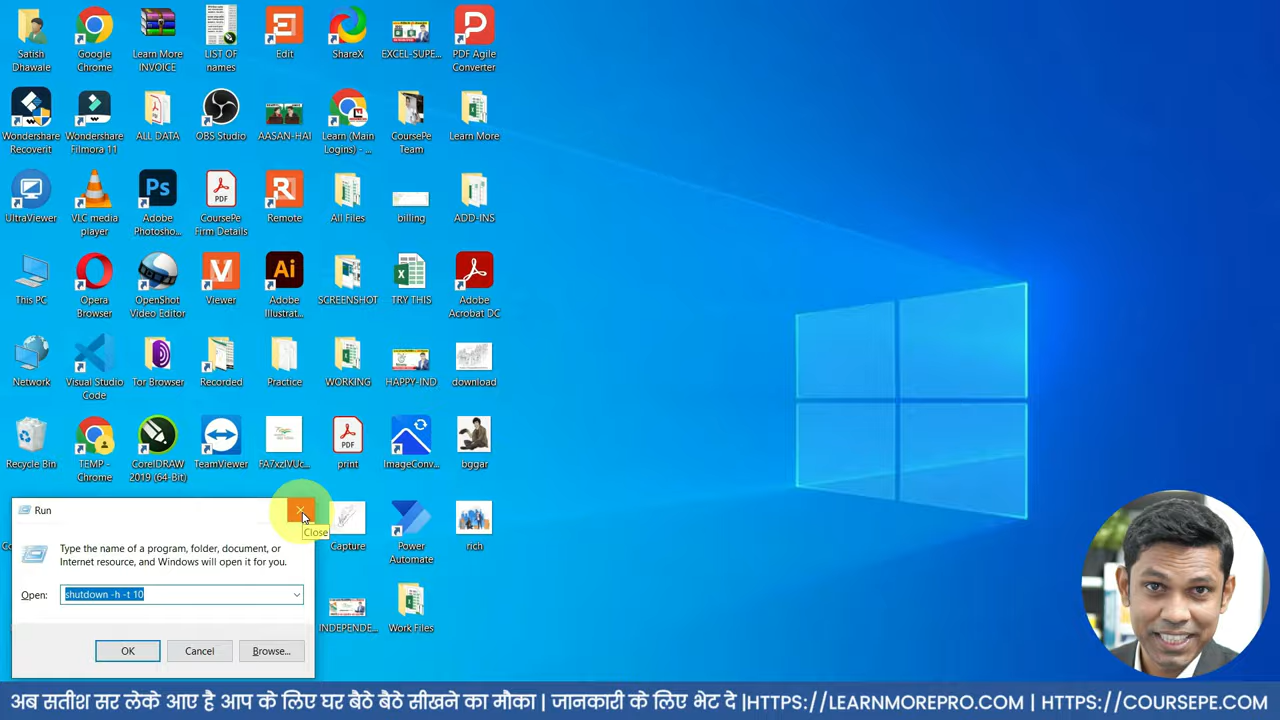 Satish Dhawale
Google Chrome
Learn More INVOICE
LIST OF names
Edit
ShareX
EXCEL-SUPE...
PDF Agile Converter
Wondershare Recoverit
Wondershare Filmora 11
ALL DATA
OBS Studio
AASAN-HAI
Learn (Main Logins) - ...
CoursePe Team
Learn More
UltraViewer
VLC media player
Adobe Photosho...
CoursePe Firm Details
Remote
All Files
billing
ADD-INS
This PC
Opera Browser
OpenShot Video Editor
Viewer
Adobe Illustrat...
SCREENSHOT
TRY THIS
Adobe Acrobat DC
Network
Visual Studio Code
Tor Browser
Recorded
Practice
WORKING
HAPPY-IND
download
Recycle Bin
TEMP - Chrome
CorelDRAW 2019 (64-Bit)
TeamViewer
FA7xzIVUc...
print
ImageConv...
bggar
Capture
Power Automate
rich
INDEPENDE...
Work Files
Run
Close
Type the name of a program, folder, document, or
Internet resource, and Windows will open it for you.
Open: shutdown -h -t 10
OK Cancel Browse...
अब सतीश सर लेके आए है आप के लिए घर बैठे बैठे सीखने का मौका | जानकारी के लिए भेट दे |HTTPS://LEARNMOREPRO.COM | HTTPS://COURSEPE.COM